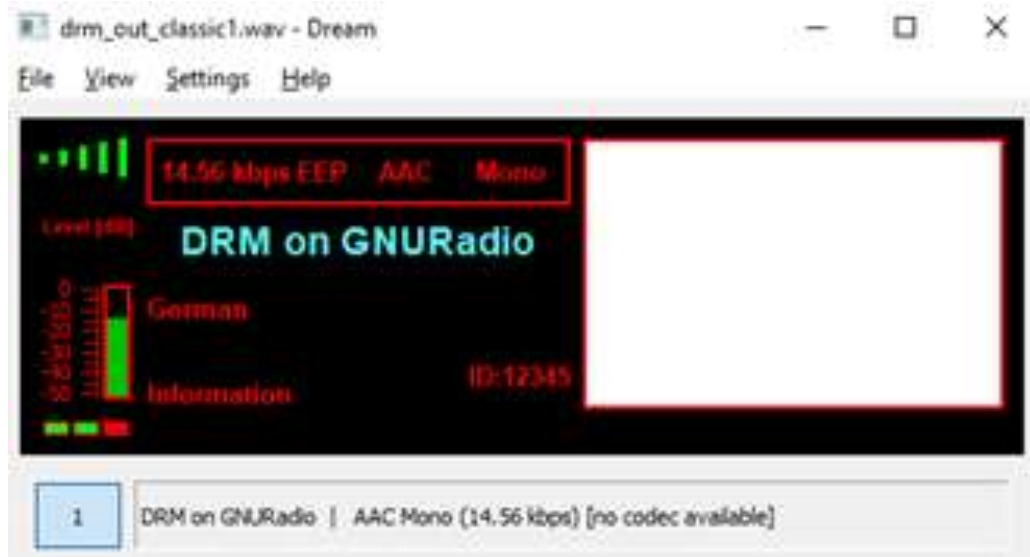 drm_out_classic1.wav - Dream
File View Settings Help
14.56 kbps EEP AAC Mono
Level [dB]
DRM on GNURadio
German
ID:12345
Information
1
DRM on GNURadio | AAC Mono (14.56 kbps) [no codec available]